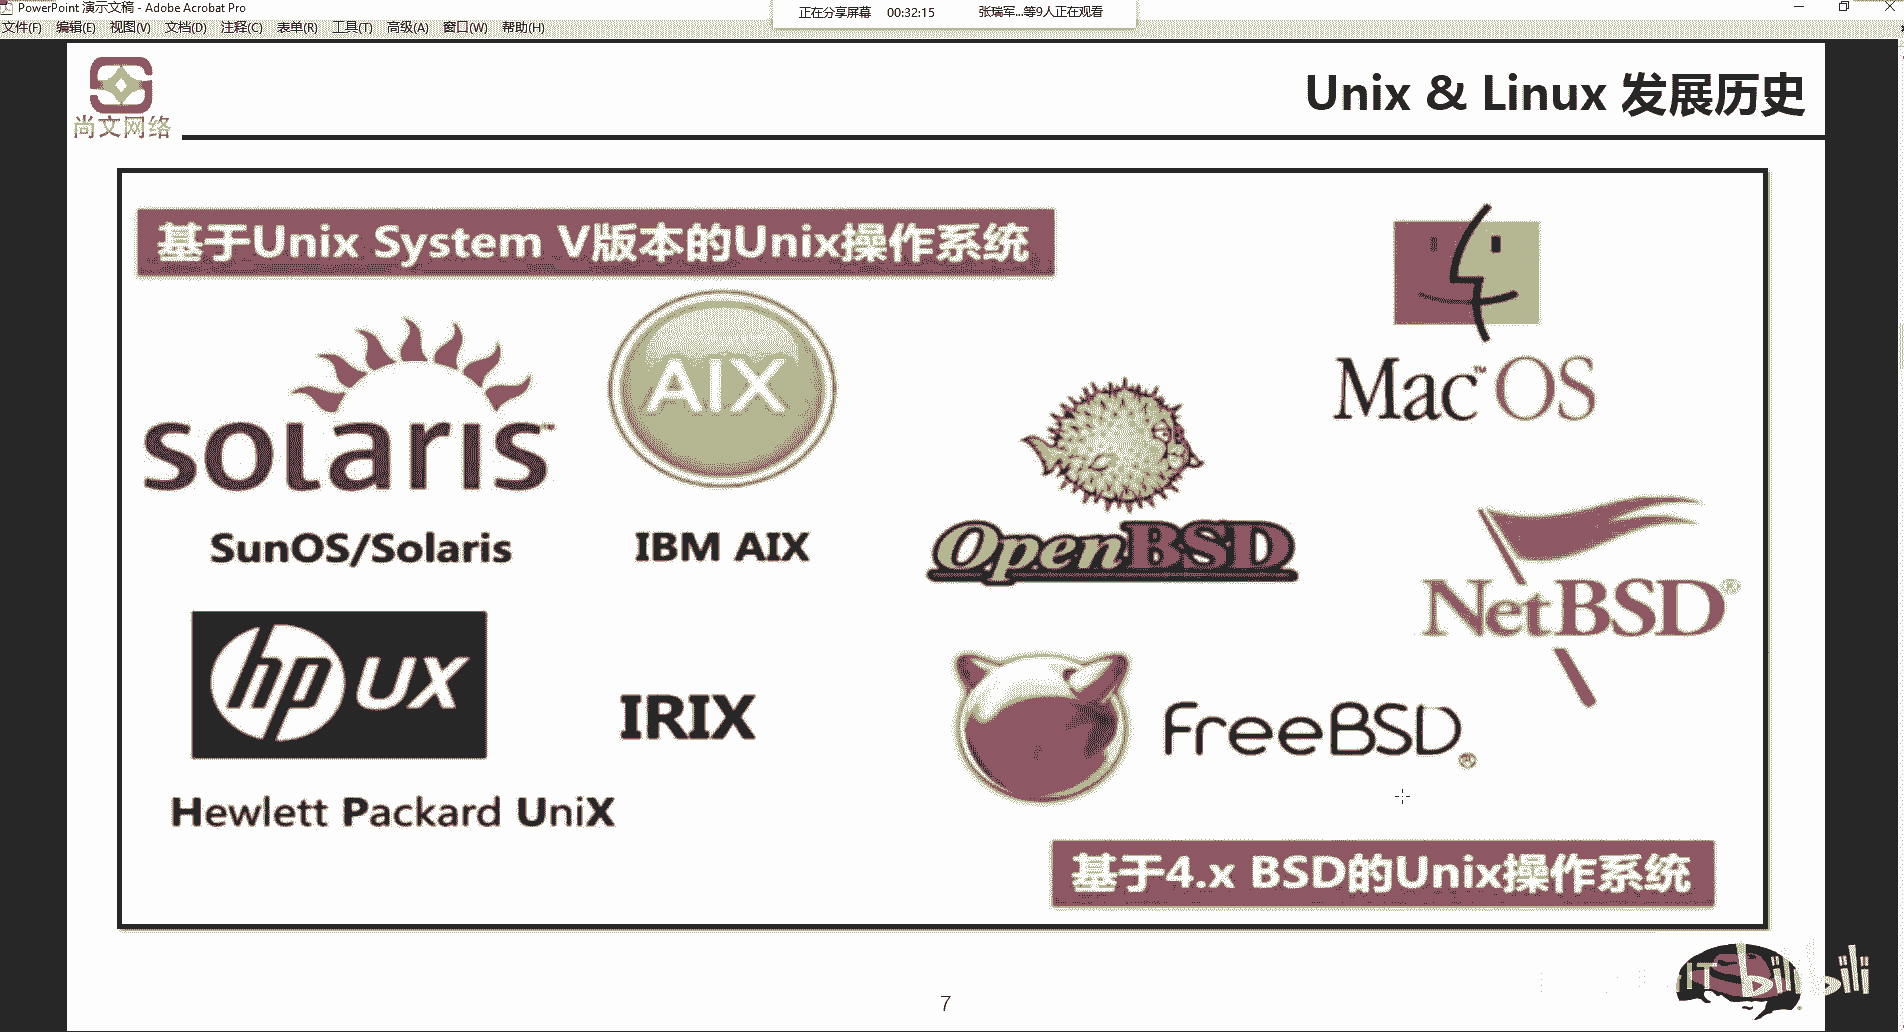 PowerPoint 演示文稿 - Adobe Acrobat Pro
正在分享屏幕 00:32:15 张瑞军...等9人正在观看
文件(F) 编辑(E) 视图(V) 文档(D) 注释(C) 表单(R) 工具(T) 高级(A) 窗口(W) 帮助(H)
尚文网络
Unix & Linux 发展历史
基于Unix System V版本的Unix操作系统
solaris
AIX
Mac™ OS
SunOS/Solaris
IBM AIX
OpenBSD
NetBSD®
hp UX
IRIX
FreeBSD®
Hewlett Packard UniX
基于4.x BSD的Unix操作系统
IT bilibili
7